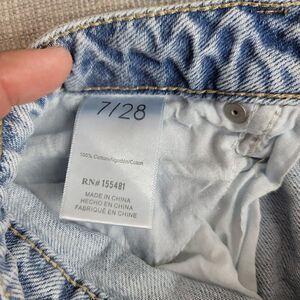 7/28
100% Cotton/Algodón/Coton
RN# 155481
MADE IN CHINA
HECHO EN CHINA
FABRIQUÉ EN CHINE